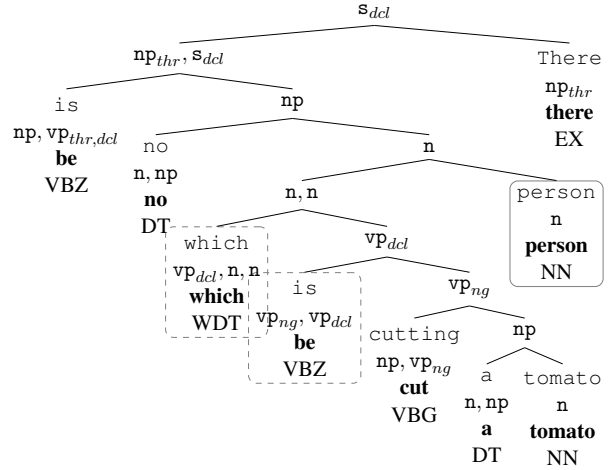 s_dcl
np_thr, s_dcl
There
np_thr
there
EX
is
np, vp_thr,dcl
be
VBZ
np
no
n, np
no
DT
n
n, n
person
n
person
NN
which
vp_dcl, n, n
which
WDT
vp_dcl
is
vp_ng, vp_dcl
be
VBZ
vp_ng
cutting
np, vp_ng
cut
VBG
np
a
n, np
a
DT
tomato
n
tomato
NN